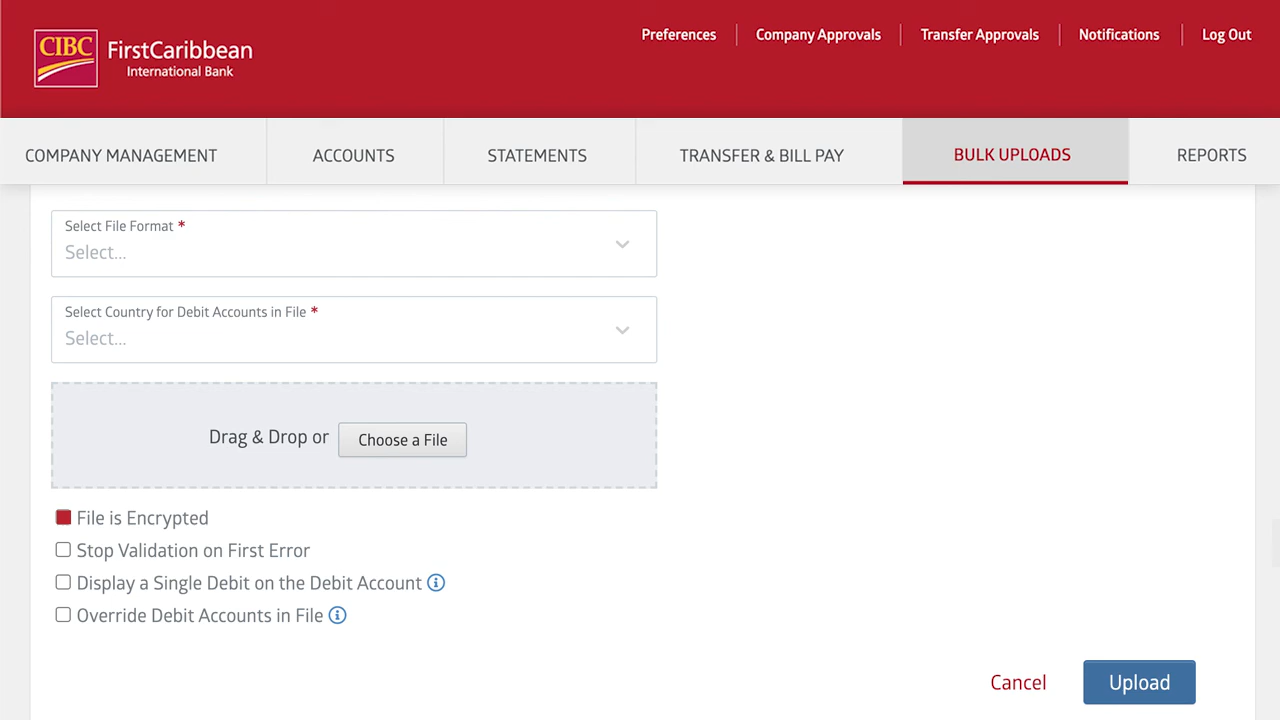 CIBC FirstCaribbean
International Bank
Preferences
Company Approvals
Transfer Approvals
Notifications
Log Out
COMPANY MANAGEMENT
ACCOUNTS
STATEMENTS
TRANSFER & BILL PAY
BULK UPLOADS
REPORTS
Select File Format *
Select...
Select Country for Debit Accounts in File *
Select...
Drag & Drop or Choose a File
File is Encrypted
Stop Validation on First Error
Display a Single Debit on the Debit Account
Override Debit Accounts in File
Cancel
Upload